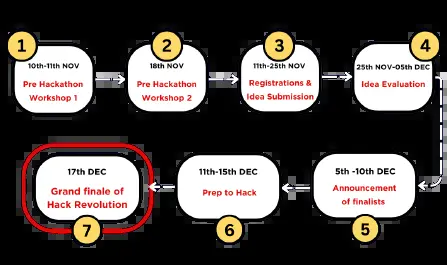 1
10th-11th NOV
Pre Hackathon
Workshop 1
2
18th NOV
Pre Hackathon
Workshop 2
3
11th-25th NOV
Registrations &
Idea Submission
4
25th NOV-05th DEC
Idea Evaluation
5th -10th DEC
Announcement
of finalists
5
11th-15th DEC
Prep to Hack
6
17th DEC
Grand finale of
Hack Revolution
7